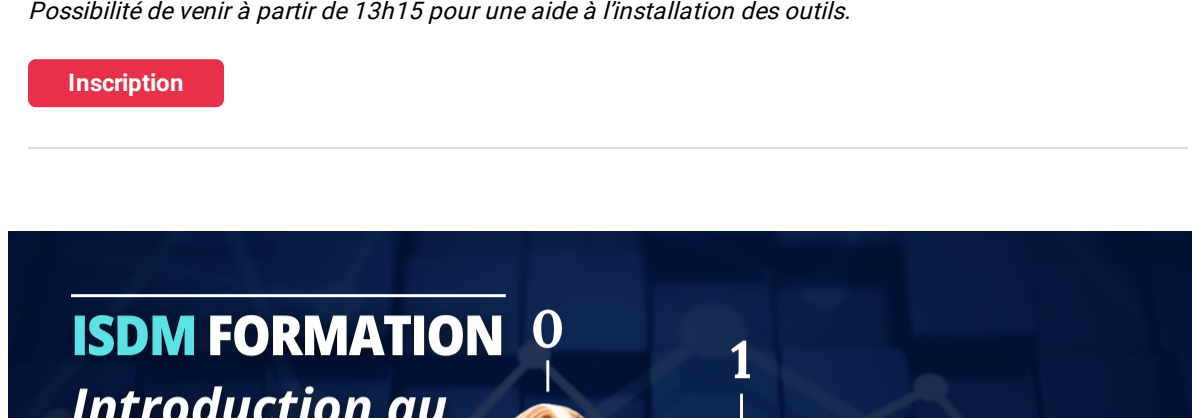 Possibilité de venir à partir de 13h15 pour une aide à l'installation des outils.
Inscription
ISDM FORMATION
0
1
Introduction au